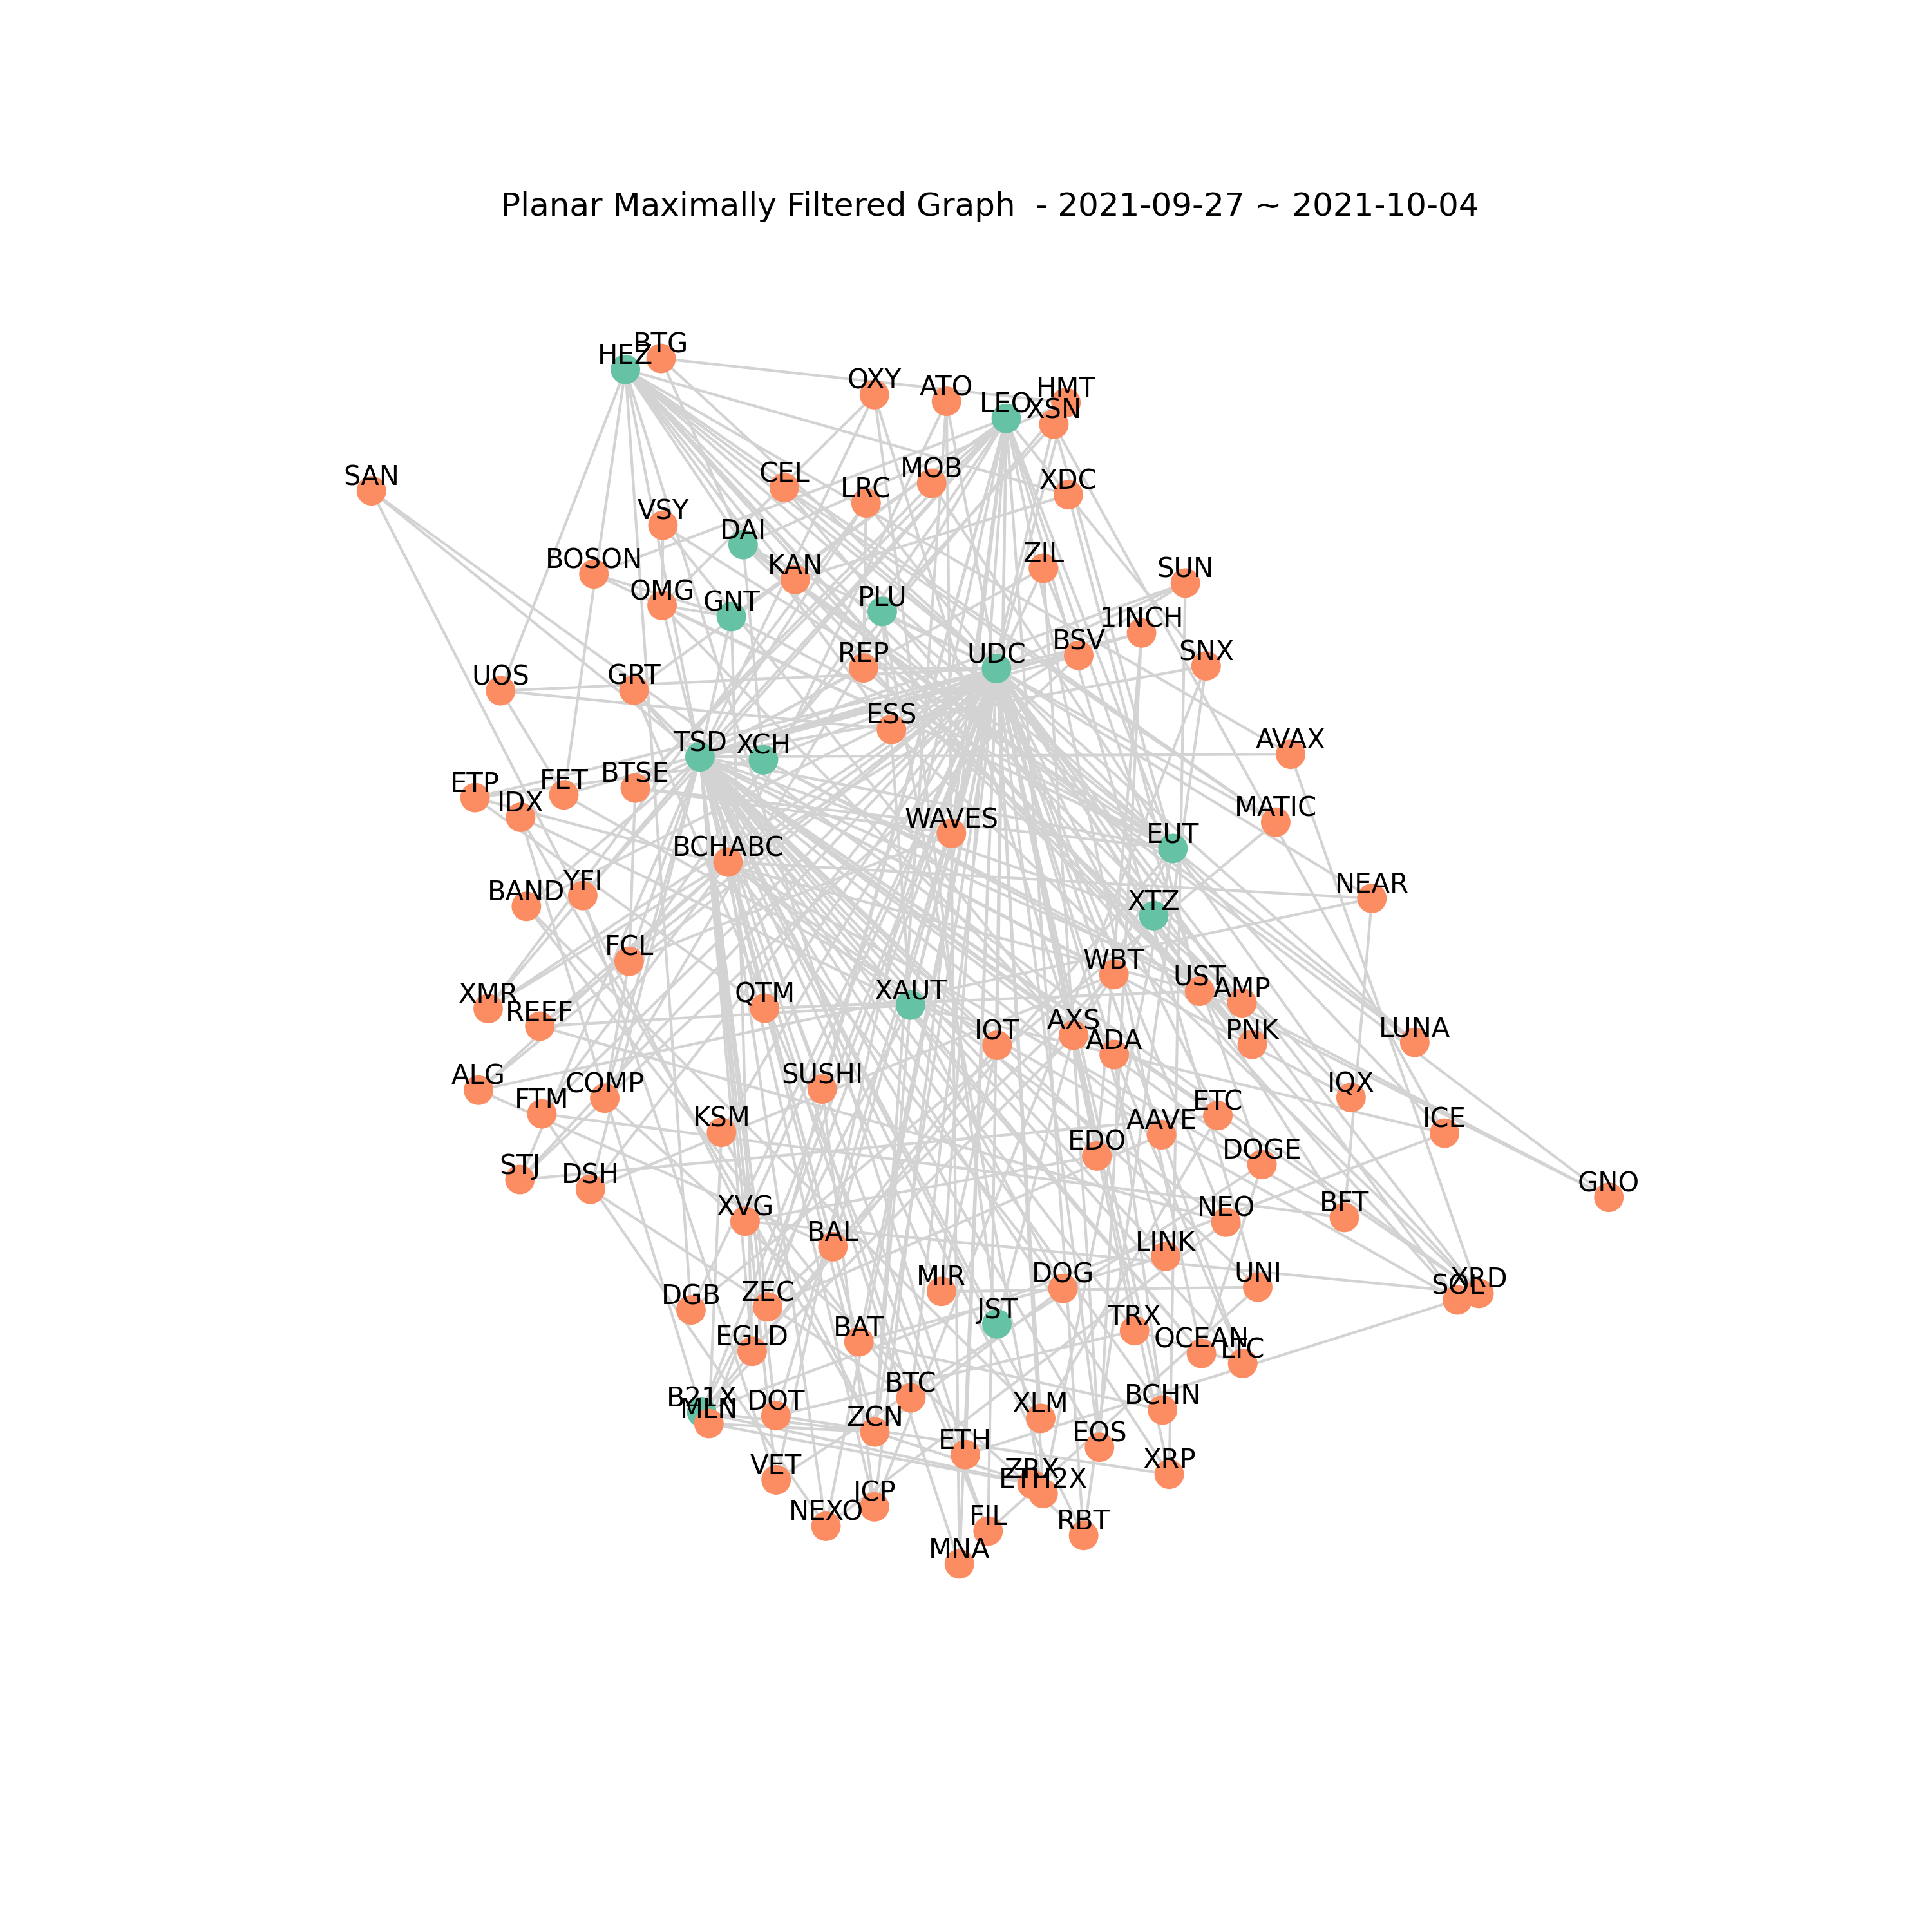 Planar Maximally Filtered Graph  - 2021-09-27 ~ 2021-10-04
BTG
HEZ
OXY
ATO
HMT
LEO
XSN
SAN
CEL
MOB
LRC
XDC
VSY
DAI
BOSON
KAN
ZIL
SUN
OMG
GNT
PLU
1INCH
REP
UDC
BSV
SNX
UOS
GRT
ESS
TSD
XCH
AVAX
ETP
FET
BTSE
IDX
WAVES
MATIC
BCHABC
EUT
BAND
YFI
NEAR
XTZ
FCL
WBT
XMR
REEF
QTM
XAUT
UST
AMP
IOT
AXS
ADA
PNK
LUNA
ALG
FTM
COMP
SUSHI
KSM
IQX
ETC
AAVE
ICE
EDO
DOGE
STJ
DSH
GNO
XVG
BAL
NEO
BFT
LINK
DGB
ZEC
MIR
DOG
UNI
SOL
XRD
EGLD
BAT
JST
TRX
OCEAN
LTC
B21X
MLN
DOT
BTC
ZCN
XLM
BCHN
ETH
EOS
VET
ZRX
ETH2X
XRP
NEXO
JCP
FIL
RBT
MNA